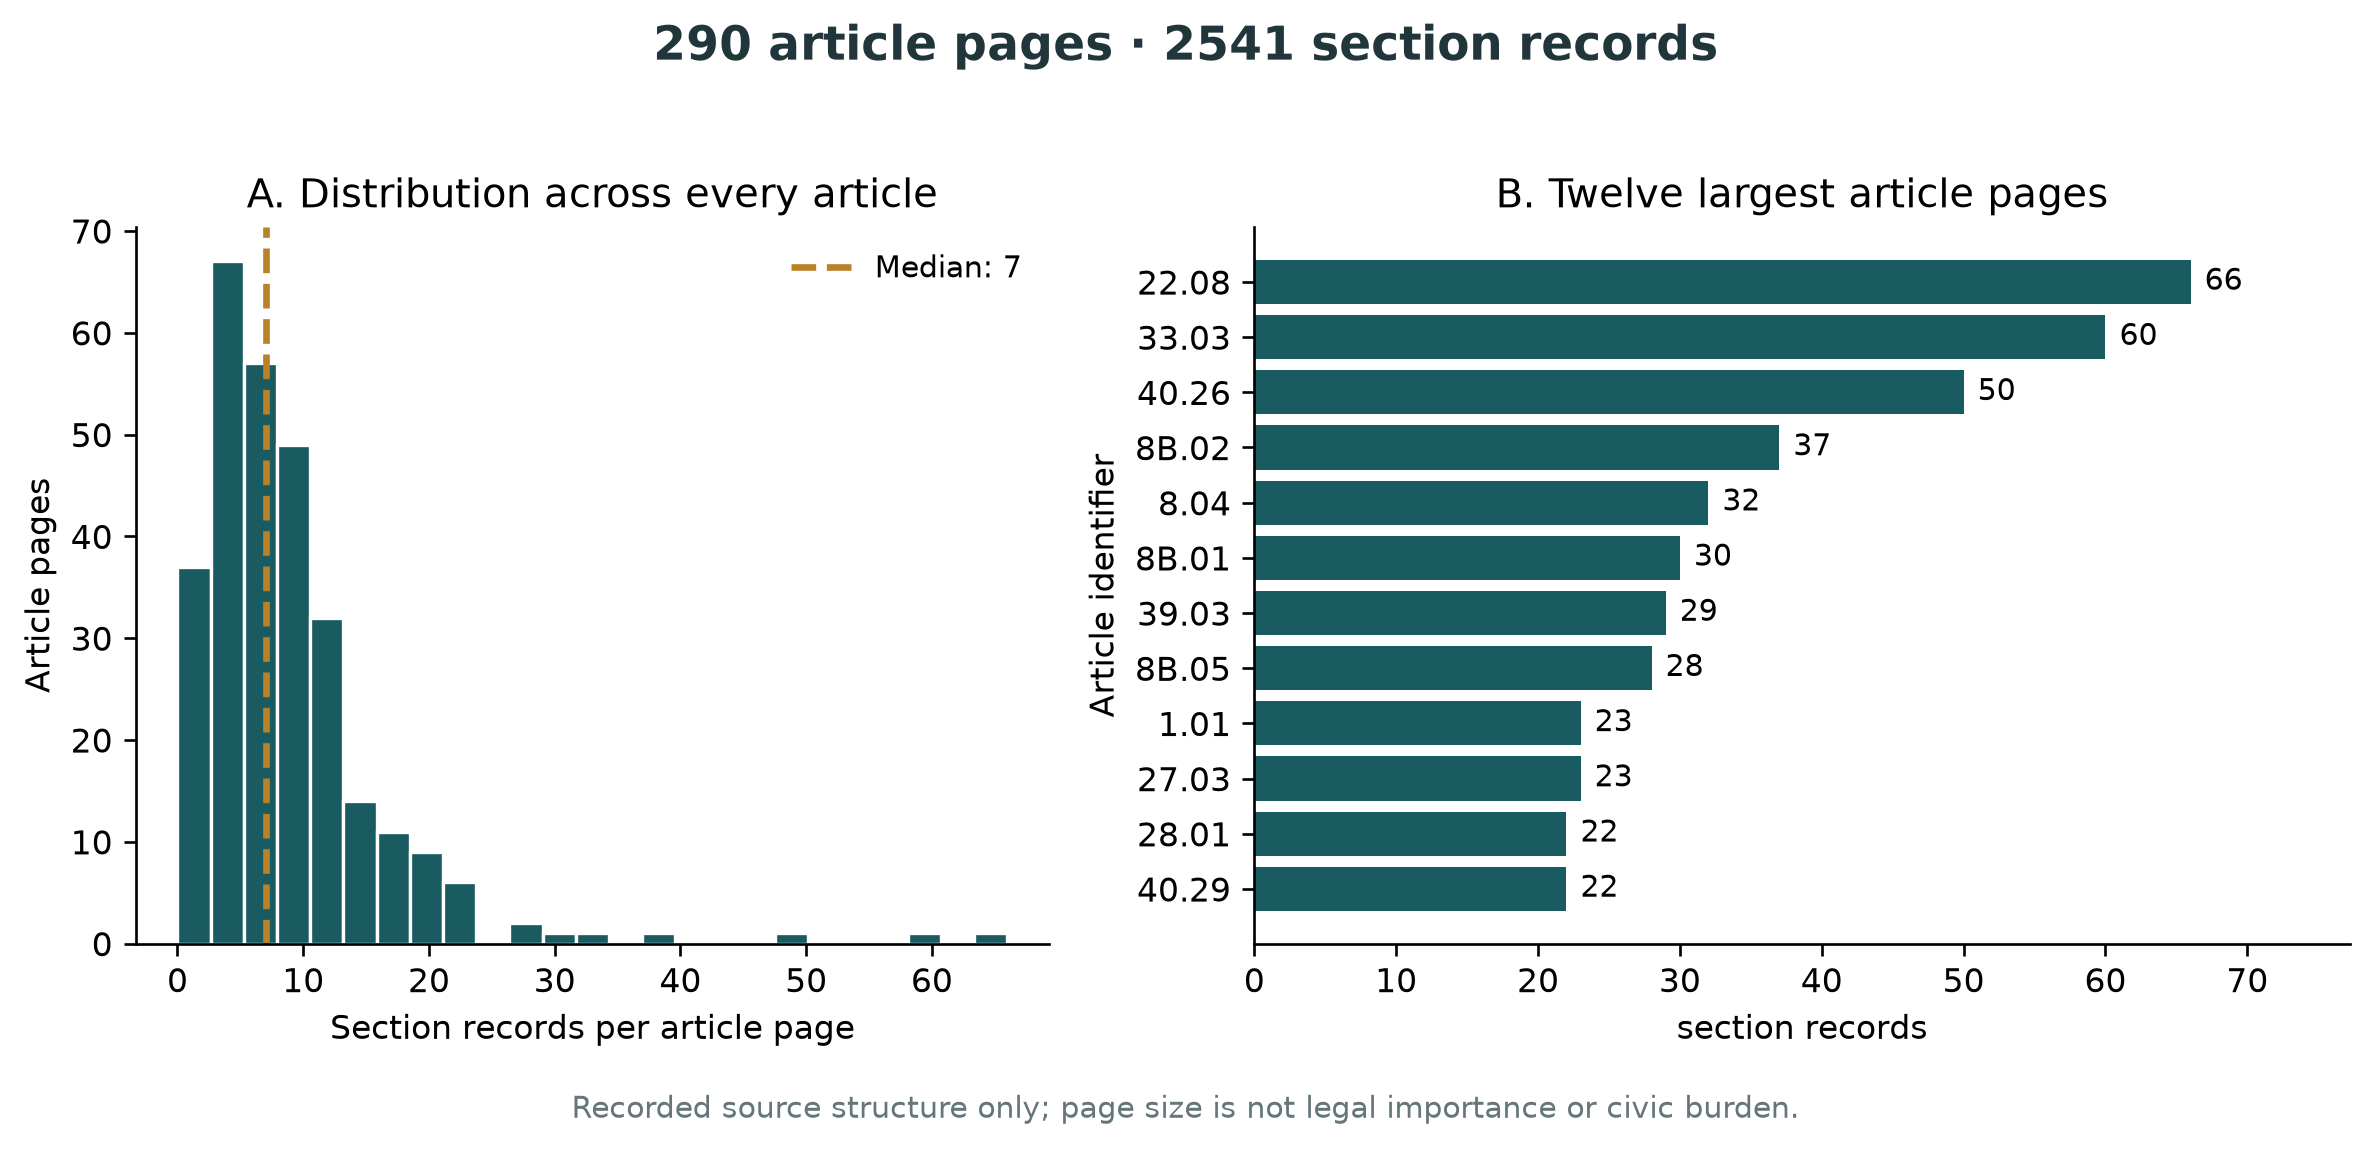 290 article pages · 2541 section records
A. Distribution across every article
Article pages
70
60
50
40
30
20
10
0
Median: 7
0 10 20 30 40 50 60
Section records per article page
B. Twelve largest article pages
Article identifier
22.08 66
33.03 60
40.26 50
8B.02 37
8.04 32
8B.01 30
39.03 29
8B.05 28
1.01 23
27.03 23
28.01 22
40.29 22
0 10 20 30 40 50 60 70
section records
Recorded source structure only; page size is not legal importance or civic burden.